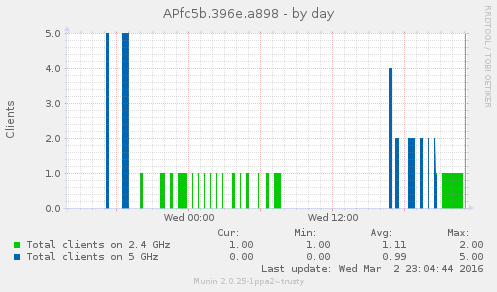 APfc5b.396e.a898 - by day
RRDTOOL / TOBI OETIKER
Clients
5.0
4.0
3.0
2.0
1.0
0.0
Wed 00:00 Wed 12:00
Cur: Min: Avg: Max:
Total clients on 2.4 GHz 1.00 1.00 1.11 2.00
Total clients on 5 GHz 0.00 0.00 0.99 5.00
Last update: Wed Mar 2 23:04:44 2016
Munin 2.0.25-1ppa2~trusty